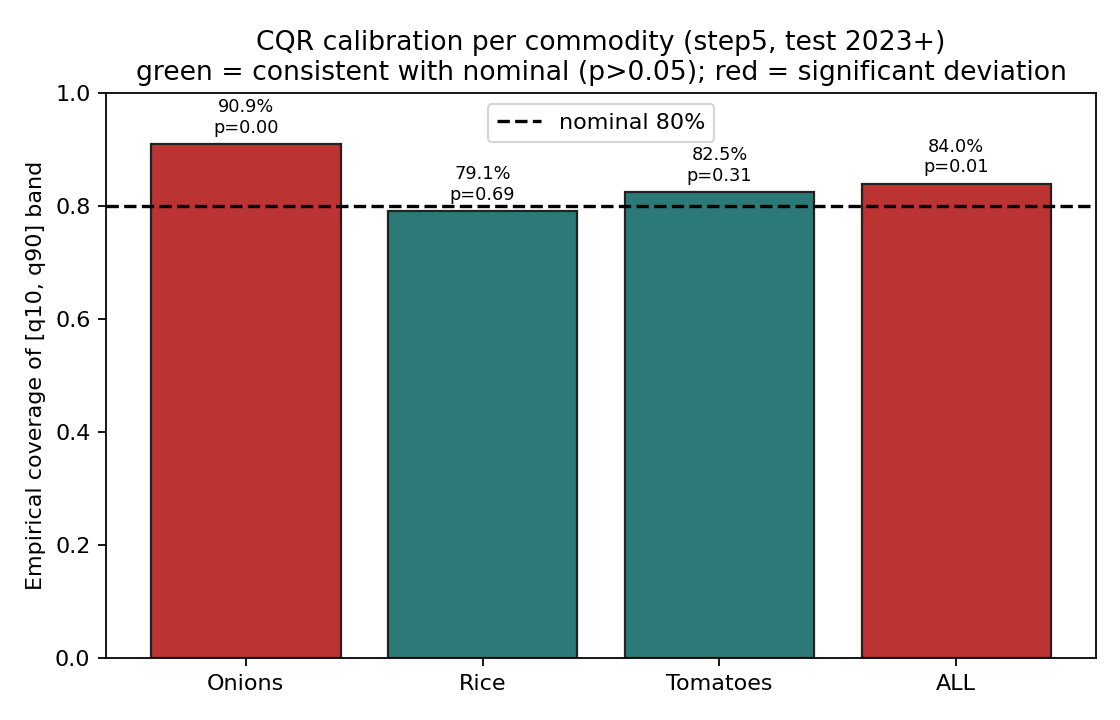 CQR calibration per commodity (step5, test 2023+)
green = consistent with nominal (p>0.05); red = significant deviation
Empirical coverage of [q10, q90] band
1.0
0.8
0.6
0.4
0.2
0.0
nominal 80%
90.9%
p=0.00
79.1%
p=0.69
82.5%
p=0.31
84.0%
p=0.01
Onions
Rice
Tomatoes
ALL